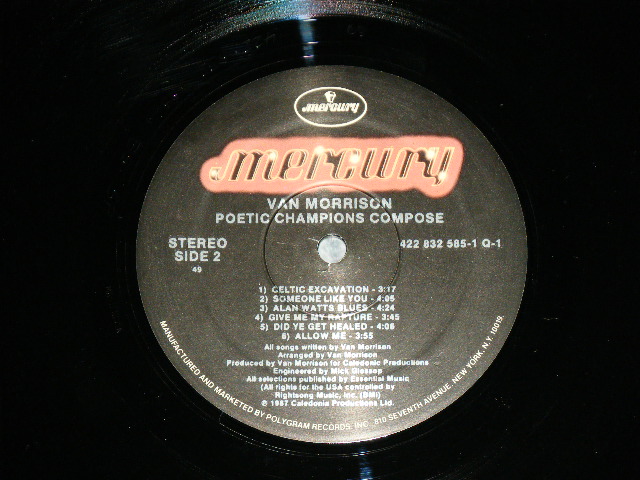 mercury
mercury
VAN MORRISON
POETIC CHAMPIONS COMPOSE
STEREO
SIDE 2
49
422 832 585-1 Q-1
1) CELTIC EXCAVATION - 3:17
2) SOMEONE LIKE YOU - 4:05
3) ALAN WATTS BLUES - 4:24
4) GIVE ME MY RAPTURE - 3:45
5) DID YE GET HEALED - 4:06
6) ALLOW ME - 3:55
All songs written by Van Morrison
Arranged by Van Morrison
Produced by Van Morrison for Caledonia Productions
Engineered by Mick Glossop
All selections published by Essential Music
(All rights for the USA controlled by
Rightsong Music, Inc. (BMI)
℗ 1987 Caledonia Productions Ltd.
MANUFACTURED AND MARKETED BY POLYGRAM RECORDS, INC., 810 SEVENTH AVENUE, NEW YORK, N.Y. 10019.